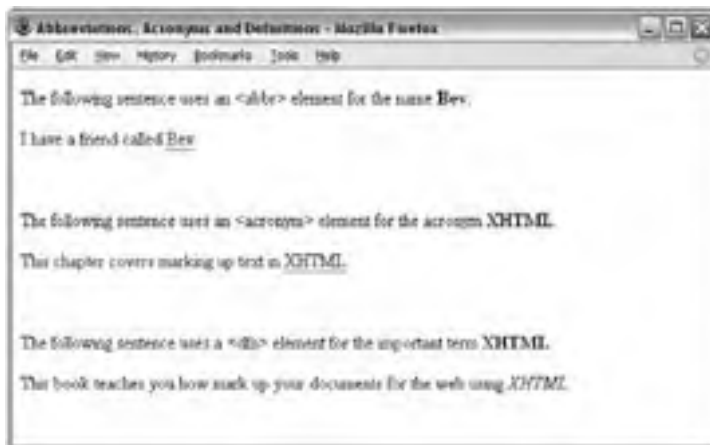 Abbreviations, Acronyms and Definitions - Mozilla Firefox
File Edit View History Bookmarks Tools Help
The following sentence uses an <abbr> element for the name Bev.
I have a friend called Bev
The following sentence uses an <acronym> element for the acronym XHTML
This chapter covers marking up text in XHTML
The following sentence uses a <dfn> element for the important term XHTML
This book teaches you how mark up your documents for the web using XHTML.